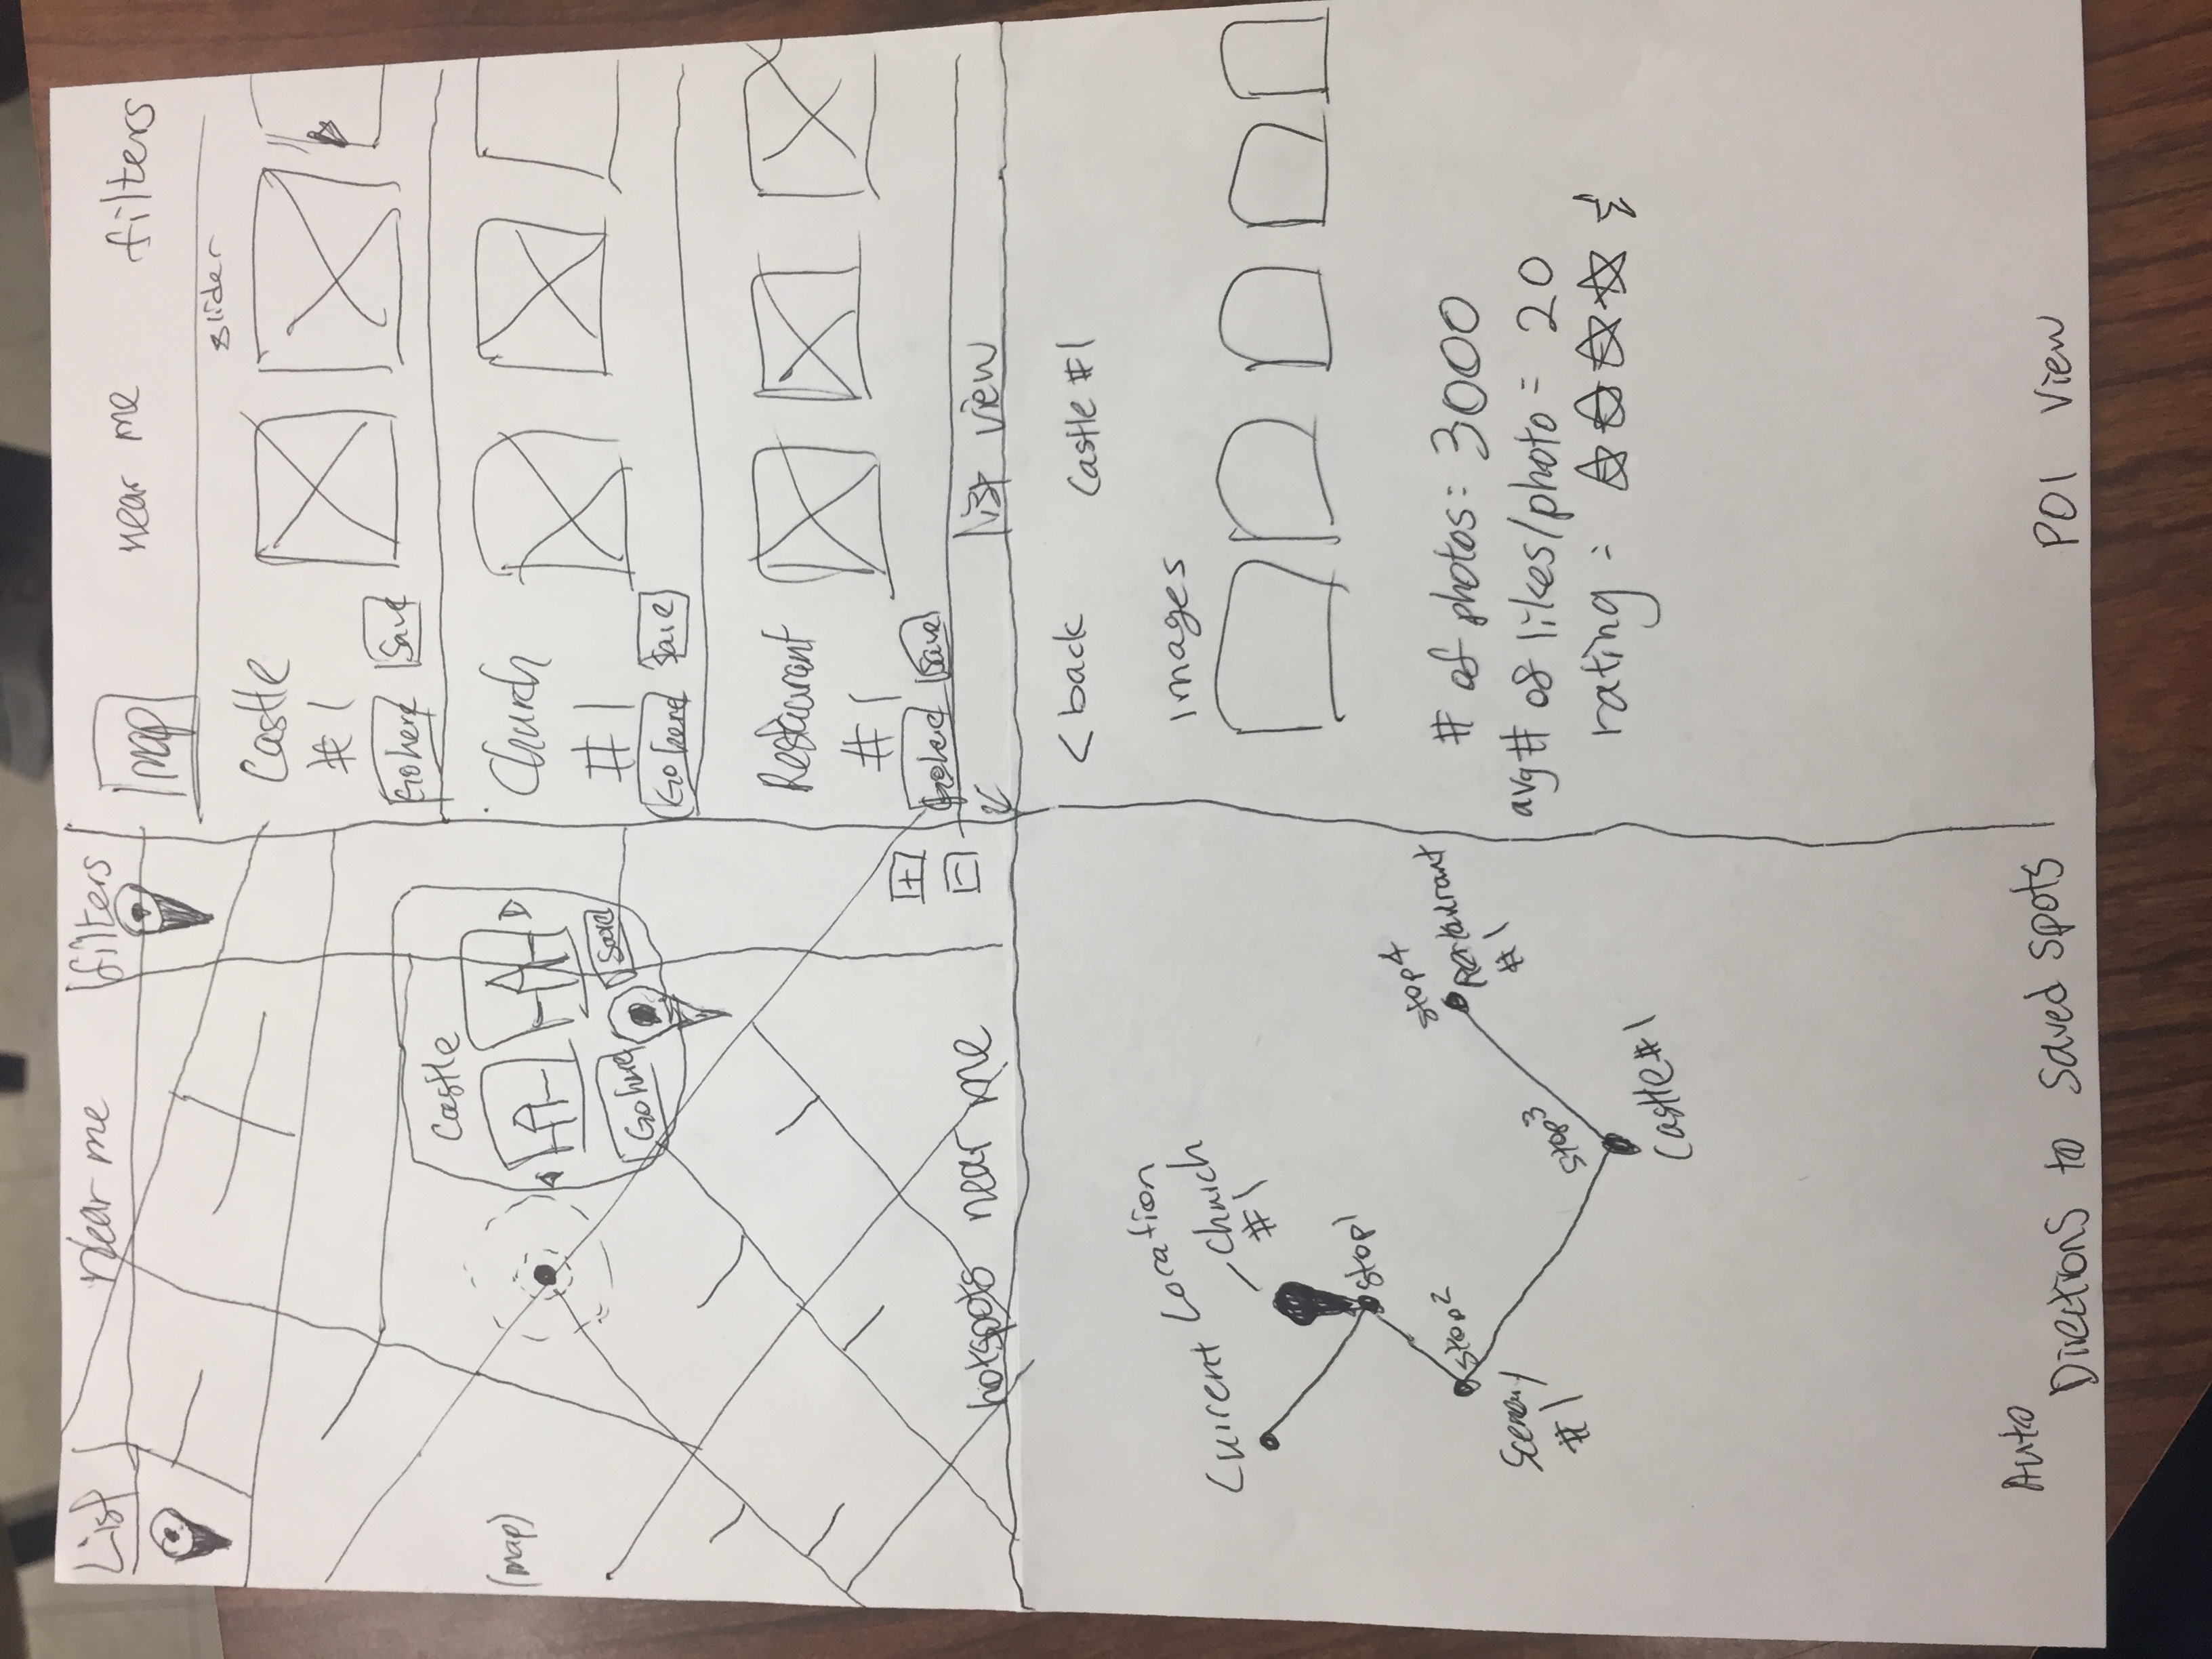 List near me filters
(map)
Castle
Go here Save
+
-
hotspots near me
map near me filters
slider
Castle
#1
Go here Save
Church
#1
Go here Save
Restaurant
#1
Go here Save
list view
Current Location
Church
#1
stop1
stop2
Scenery
#1
stop3
Castle #1
stop4
Restaurant
#1
Auto
Directions to saved spots
< back Castle #1
Images
# of photos: 3000
avg # of likes/photo = 20
rating =
POI View